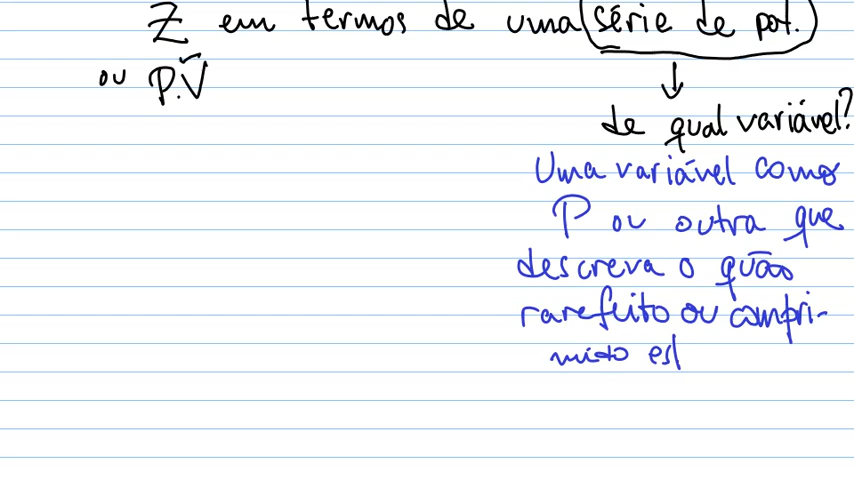 Z em termos de uma série de pot.
ou P.V̄
de qual variável?
Uma variável como
P ou outra que
descreva o quão
rarefeito ou compri-
mido es